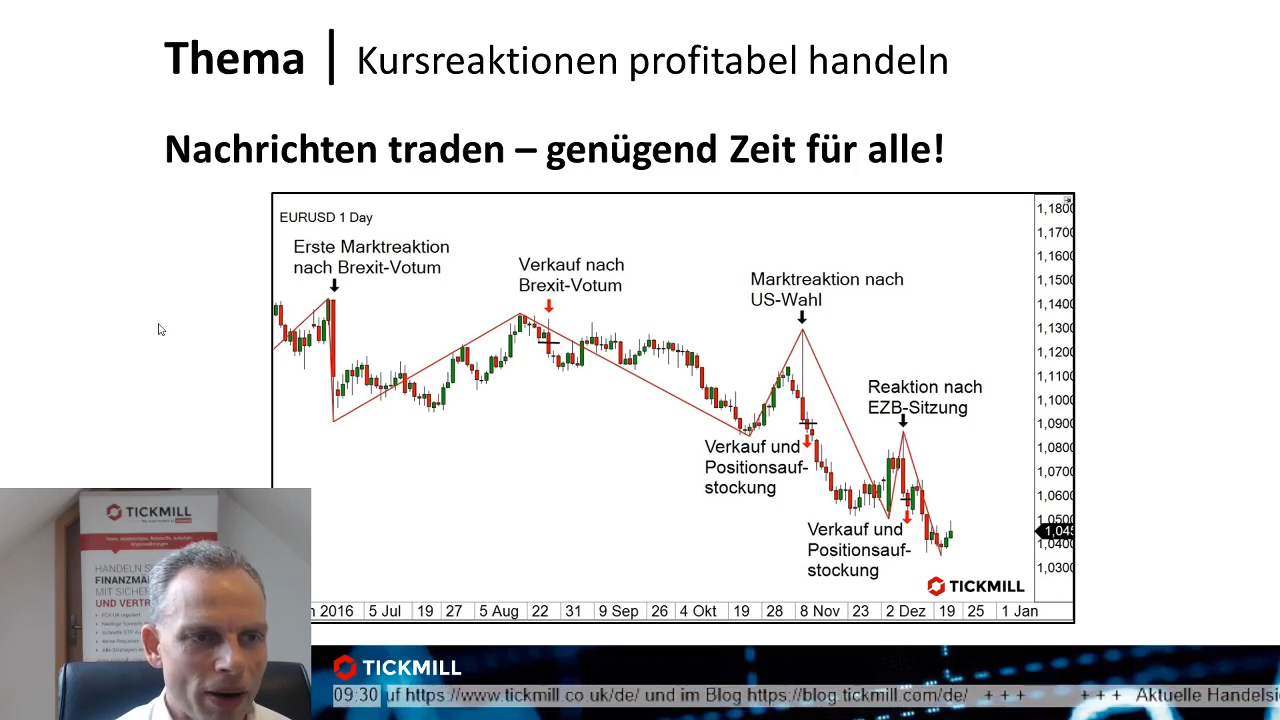 Thema | Kursreaktionen profitabel handeln
Nachrichten traden – genügend Zeit für alle!
EURUSD 1 Day
Erste Marktreaktion
nach Brexit-Votum
Verkauf nach
Brexit-Votum
Marktreaktion nach
US-Wahl
Reaktion nach
EZB-Sitzung
Verkauf und
Positionsauf-
stockung
Verkauf und
Positionsauf-
stockung
1,1800
1,1700
1,1600
1,1500
1,1400
1,1300
1,1200
1,1100
1,1000
1,0900
1,0800
1,0700
1,0600
1,0500
1,045
1,0400
1,0300
TICKMILL
2016 5 Jul 19 27 5 Aug 22 31 9 Sep 26 4 Okt 19 28 8 Nov 23 2 Dez 19 25 1 Jan
TICKMILL
HANDELN S
FINANZMÄ
MIT SICHE
UND VERTR
TICKMILL
09:30 uf https://www.tickmill.co.uk/de/ und im Blog https://blog.tickmill.com/de/ + + + + + + Aktuelle Handelsi